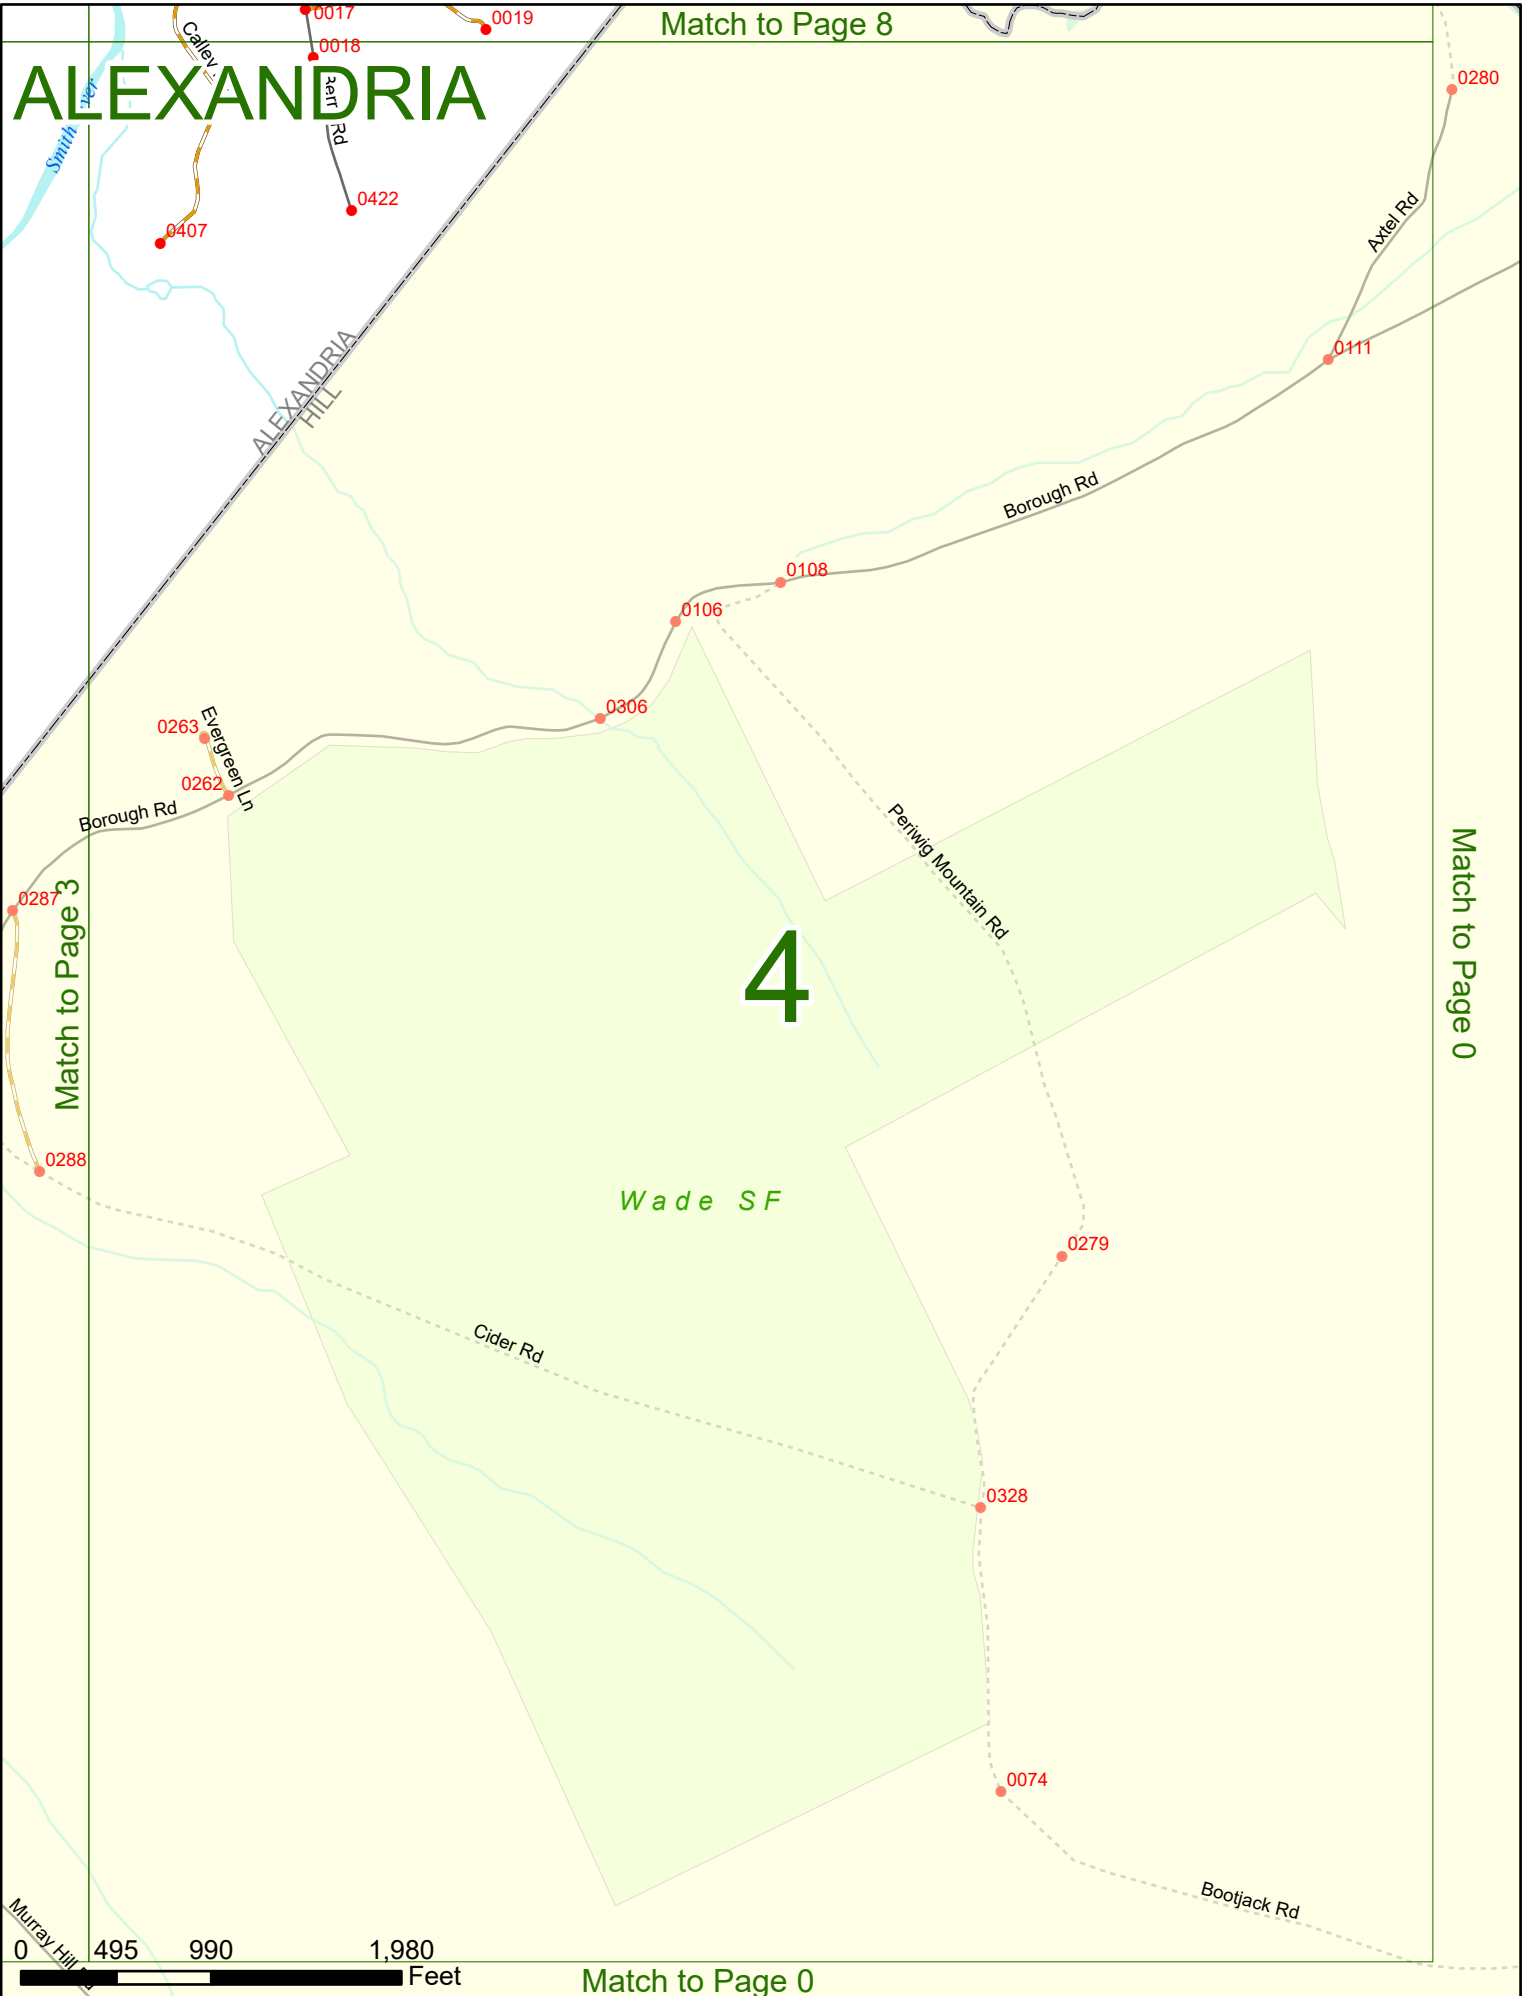 Match to Page 8
0017
0019
0018
0280
ALEXANDRIA
Smith
Rd
0422
0407
Axtel Rd
0111
ALEXANDRIA
HILL
Borough Rd
0108
0106
0306
0263
Evergreen Ln
0262
Borough Rd
Periwig Mountain Rd
0287
Match to Page 3
Match to Page 0
4
0288
Wade SF
0279
Cider Rd
0328
0074
Bootjack Rd
Murray Hill
0 495 990 1,980
Feet
Match to Page 0